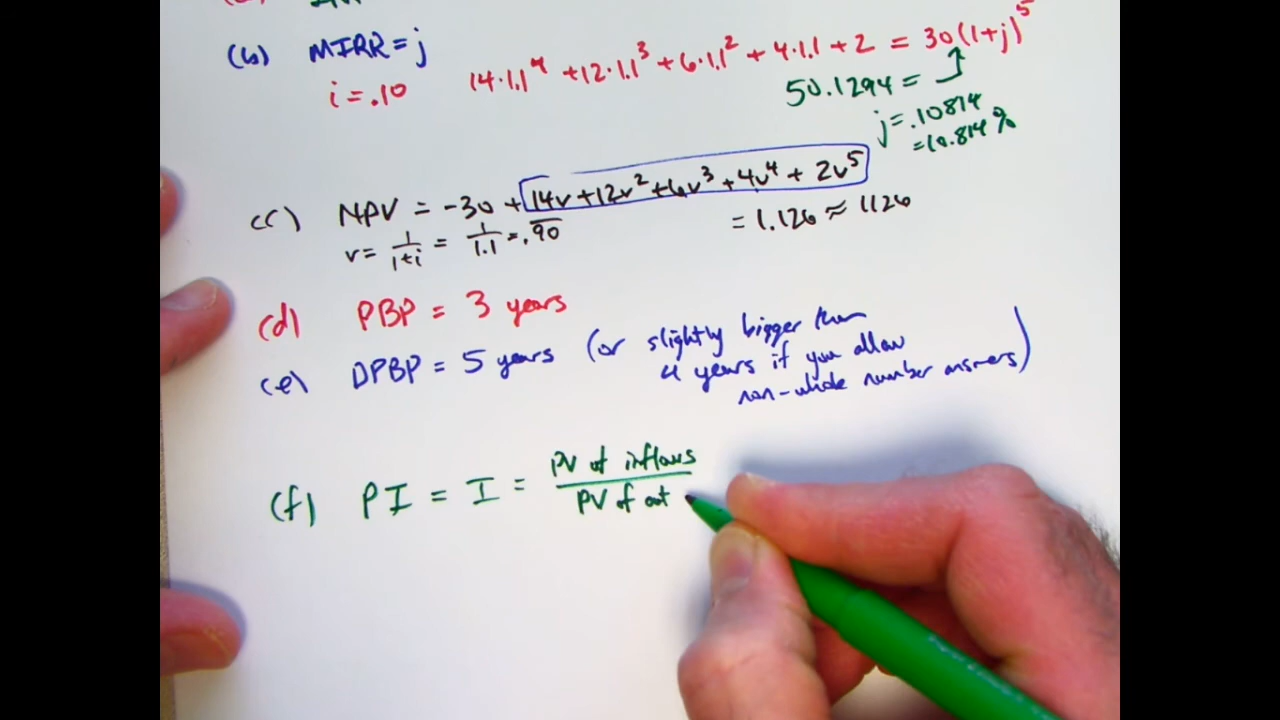 (b) MIRR = j
i = .10
14·1.1⁴ + 12·1.1³ + 6·1.1² + 4·1.1 + 2 = 30(1+j)⁵
50.1294 =
j = .10814
= 10.814%
(c) NPV = -30 + 14v + 12v² + 6v³ + 4v⁴ + 2v⁵
v = 1/(1+i) = 1/1.1 = .90
= 1.126 ≈ 1126
(d) PBP = 3 years
(e) DPBP = 5 years (or slightly bigger than
4 years if you allow
non-whole number answers)
(f) PI = I = PV of inflows
PV of out